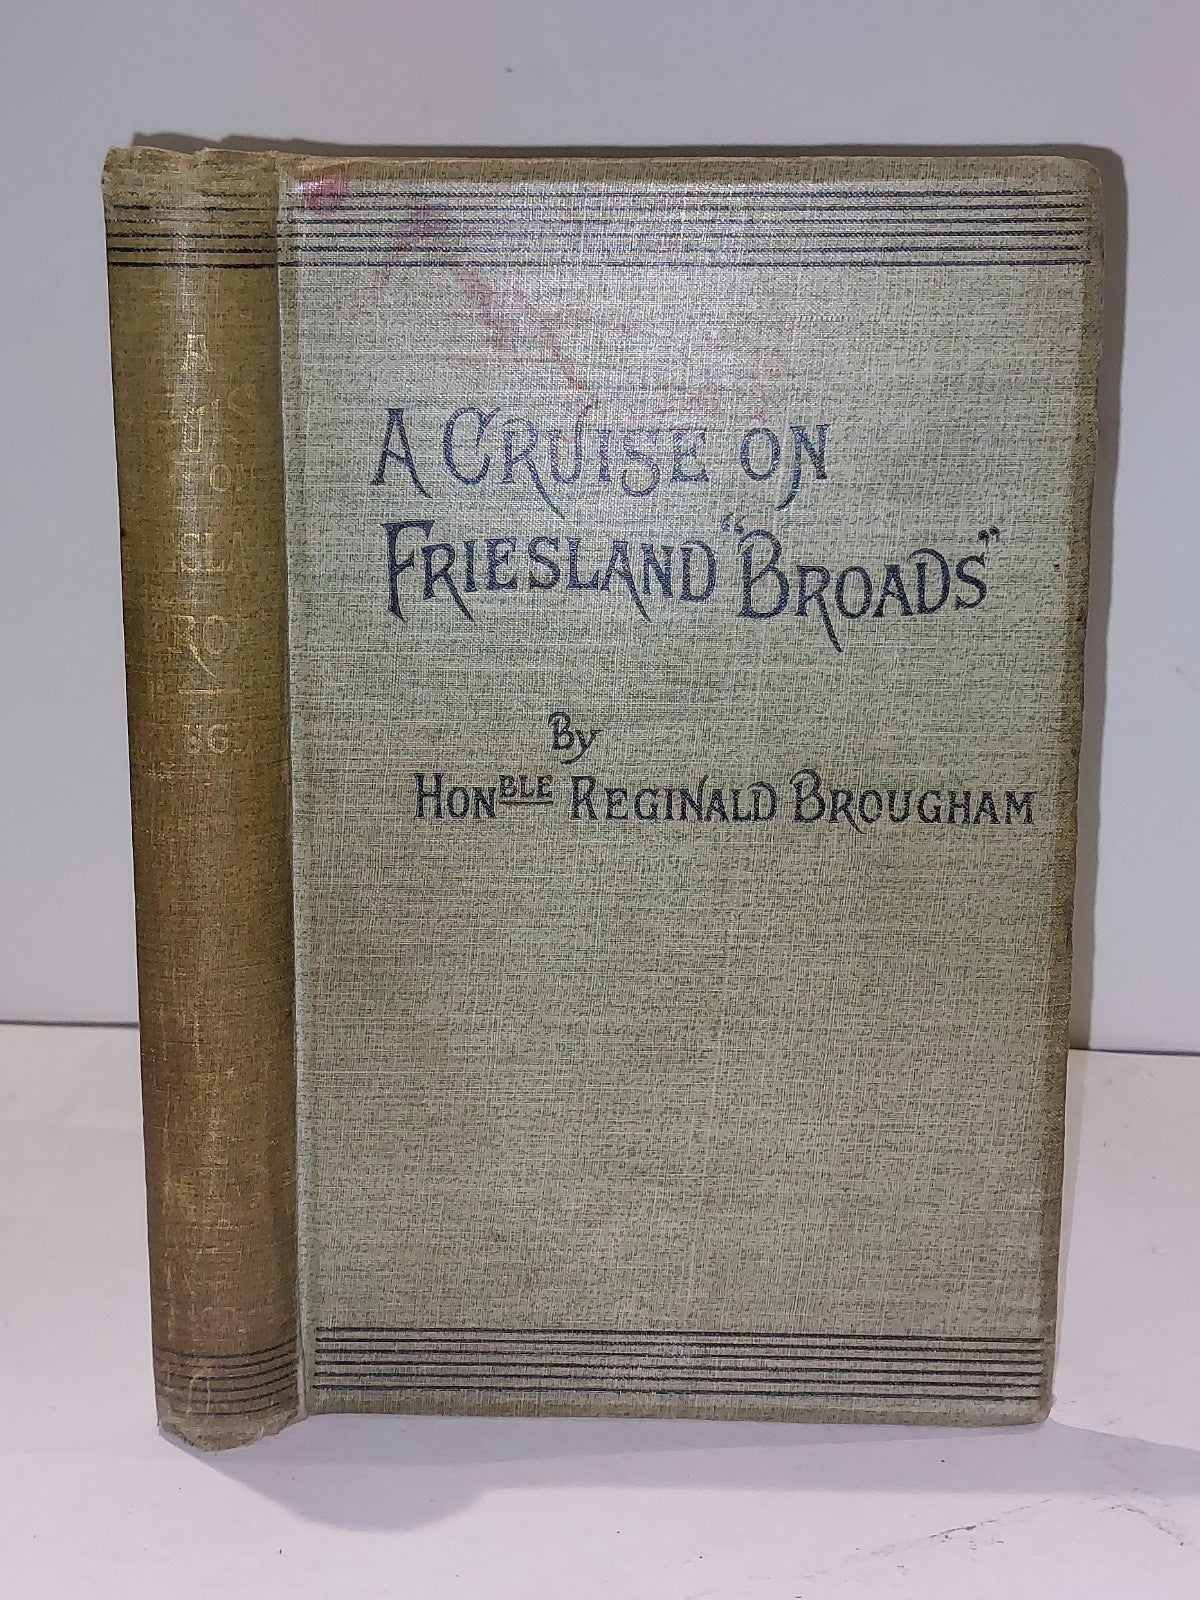 A CRUISE ON
FRIESLAND "BROADS"
By
HONBLE REGINALD BROUGHAM
A